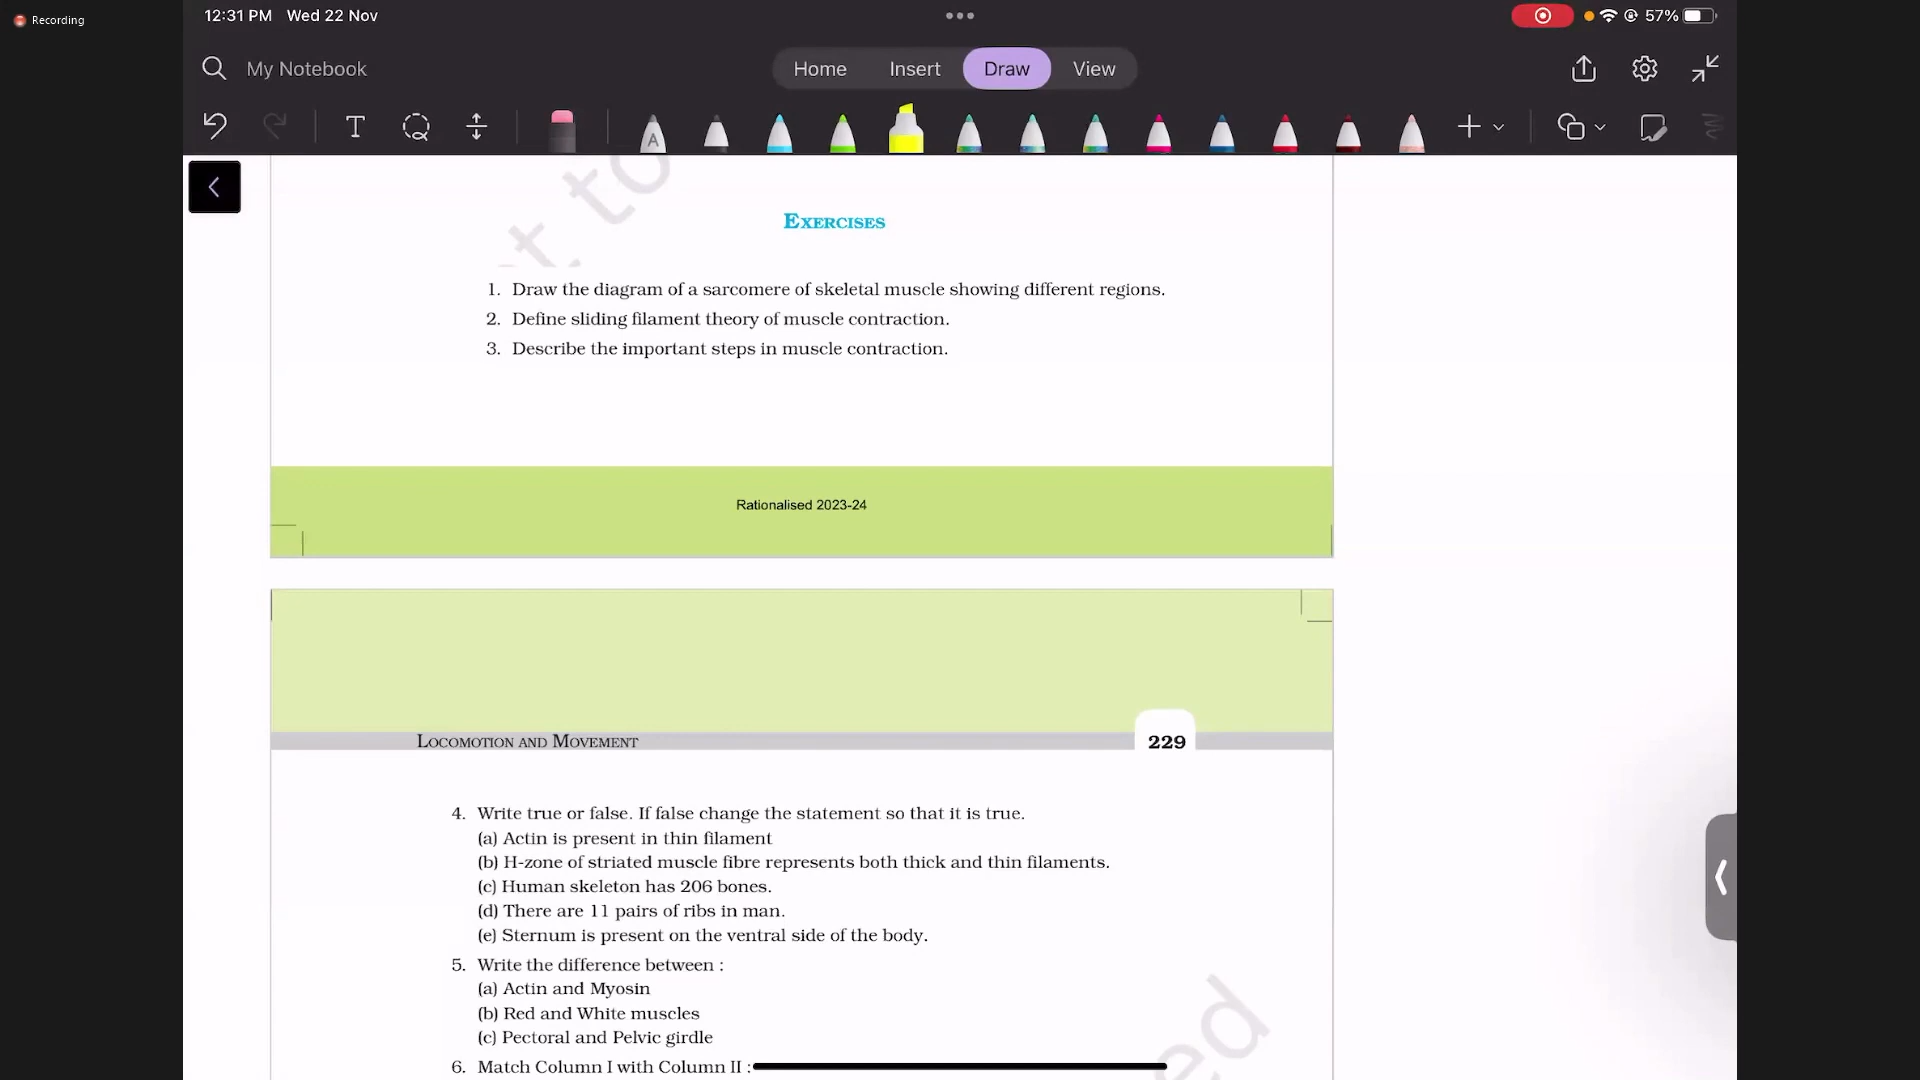 Recording
12:31 PM Wed 22 Nov
57%
My Notebook
Home Insert Draw View
T
A
t to
EXERCISES
1. Draw the diagram of a sarcomere of skeletal muscle showing different regions.
2. Define sliding filament theory of muscle contraction.
3. Describe the important steps in muscle contraction.
Rationalised 2023-24
LOCOMOTION AND MOVEMENT 229
4. Write true or false. If false change the statement so that it is true.
(a) Actin is present in thin filament
(b) H-zone of striated muscle fibre represents both thick and thin filaments.
(c) Human skeleton has 206 bones.
(d) There are 11 pairs of ribs in man.
(e) Sternum is present on the ventral side of the body.
5. Write the difference between :
(a) Actin and Myosin
(b) Red and White muscles
(c) Pectoral and Pelvic girdle
6. Match Column I with Column II :
ed